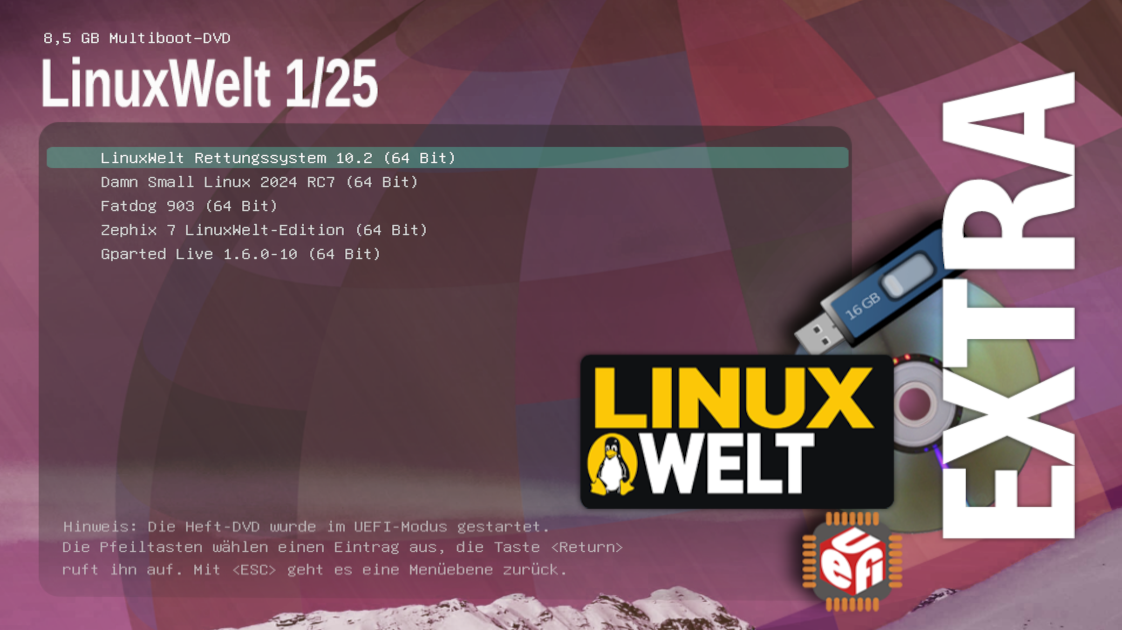 8,5 GB Multiboot-DVD
LinuxWelt 1/25
LinuxWelt Rettungssystem 10.2 (64 Bit)
Damn Small Linux 2024 RC7 (64 Bit)
Fatdog 903 (64 Bit)
Zephix 7 LinuxWelt-Edition (64 Bit)
Gparted Live 1.6.0-10 (64 Bit)
EXTRA
16 GB
LINUX
WELT
Hinweis: Die Heft-DVD wurde im UEFI-Modus gestartet.
Die Pfeiltasten wählen einen Eintrag aus, die Taste <Return>
ruft ihn auf. Mit <ESC> geht es eine Menüebene zurück.
UEFI